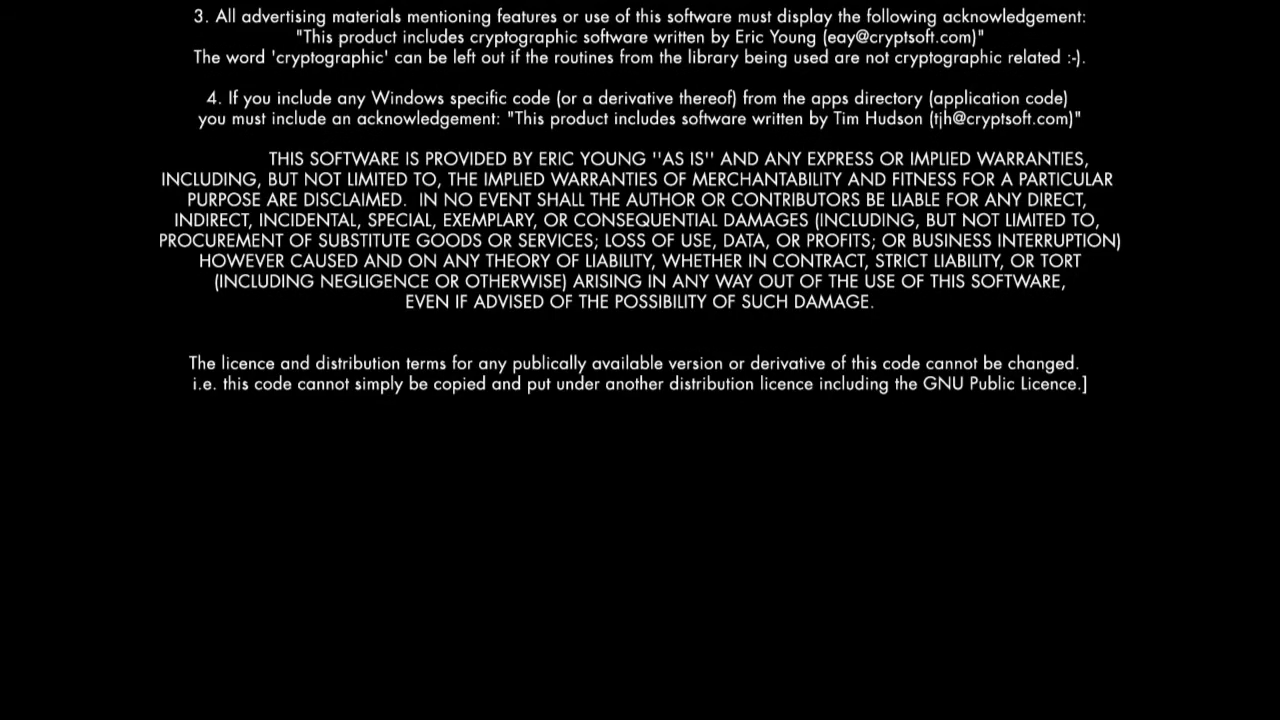 3. All advertising materials mentioning features or use of this software must display the following acknowledgement:
"This product includes cryptographic software written by Eric Young (eay@cryptsoft.com)"
The word 'cryptographic' can be left out if the routines from the library being used are not cryptographic related :-).
4. If you include any Windows specific code (or a derivative thereof) from the apps directory (application code)
you must include an acknowledgement: "This product includes software written by Tim Hudson (tjh@cryptsoft.com)"
THIS SOFTWARE IS PROVIDED BY ERIC YOUNG ''AS IS'' AND ANY EXPRESS OR IMPLIED WARRANTIES,
INCLUDING, BUT NOT LIMITED TO, THE IMPLIED WARRANTIES OF MERCHANTABILITY AND FITNESS FOR A PARTICULAR
PURPOSE ARE DISCLAIMED.  IN NO EVENT SHALL THE AUTHOR OR CONTRIBUTORS BE LIABLE FOR ANY DIRECT,
INDIRECT, INCIDENTAL, SPECIAL, EXEMPLARY, OR CONSEQUENTIAL DAMAGES (INCLUDING, BUT NOT LIMITED TO,
PROCUREMENT OF SUBSTITUTE GOODS OR SERVICES; LOSS OF USE, DATA, OR PROFITS; OR BUSINESS INTERRUPTION)
HOWEVER CAUSED AND ON ANY THEORY OF LIABILITY, WHETHER IN CONTRACT, STRICT LIABILITY, OR TORT
(INCLUDING NEGLIGENCE OR OTHERWISE) ARISING IN ANY WAY OUT OF THE USE OF THIS SOFTWARE,
EVEN IF ADVISED OF THE POSSIBILITY OF SUCH DAMAGE.
The licence and distribution terms for any publically available version or derivative of this code cannot be changed.
i.e. this code cannot simply be copied and put under another distribution licence including the GNU Public Licence.]